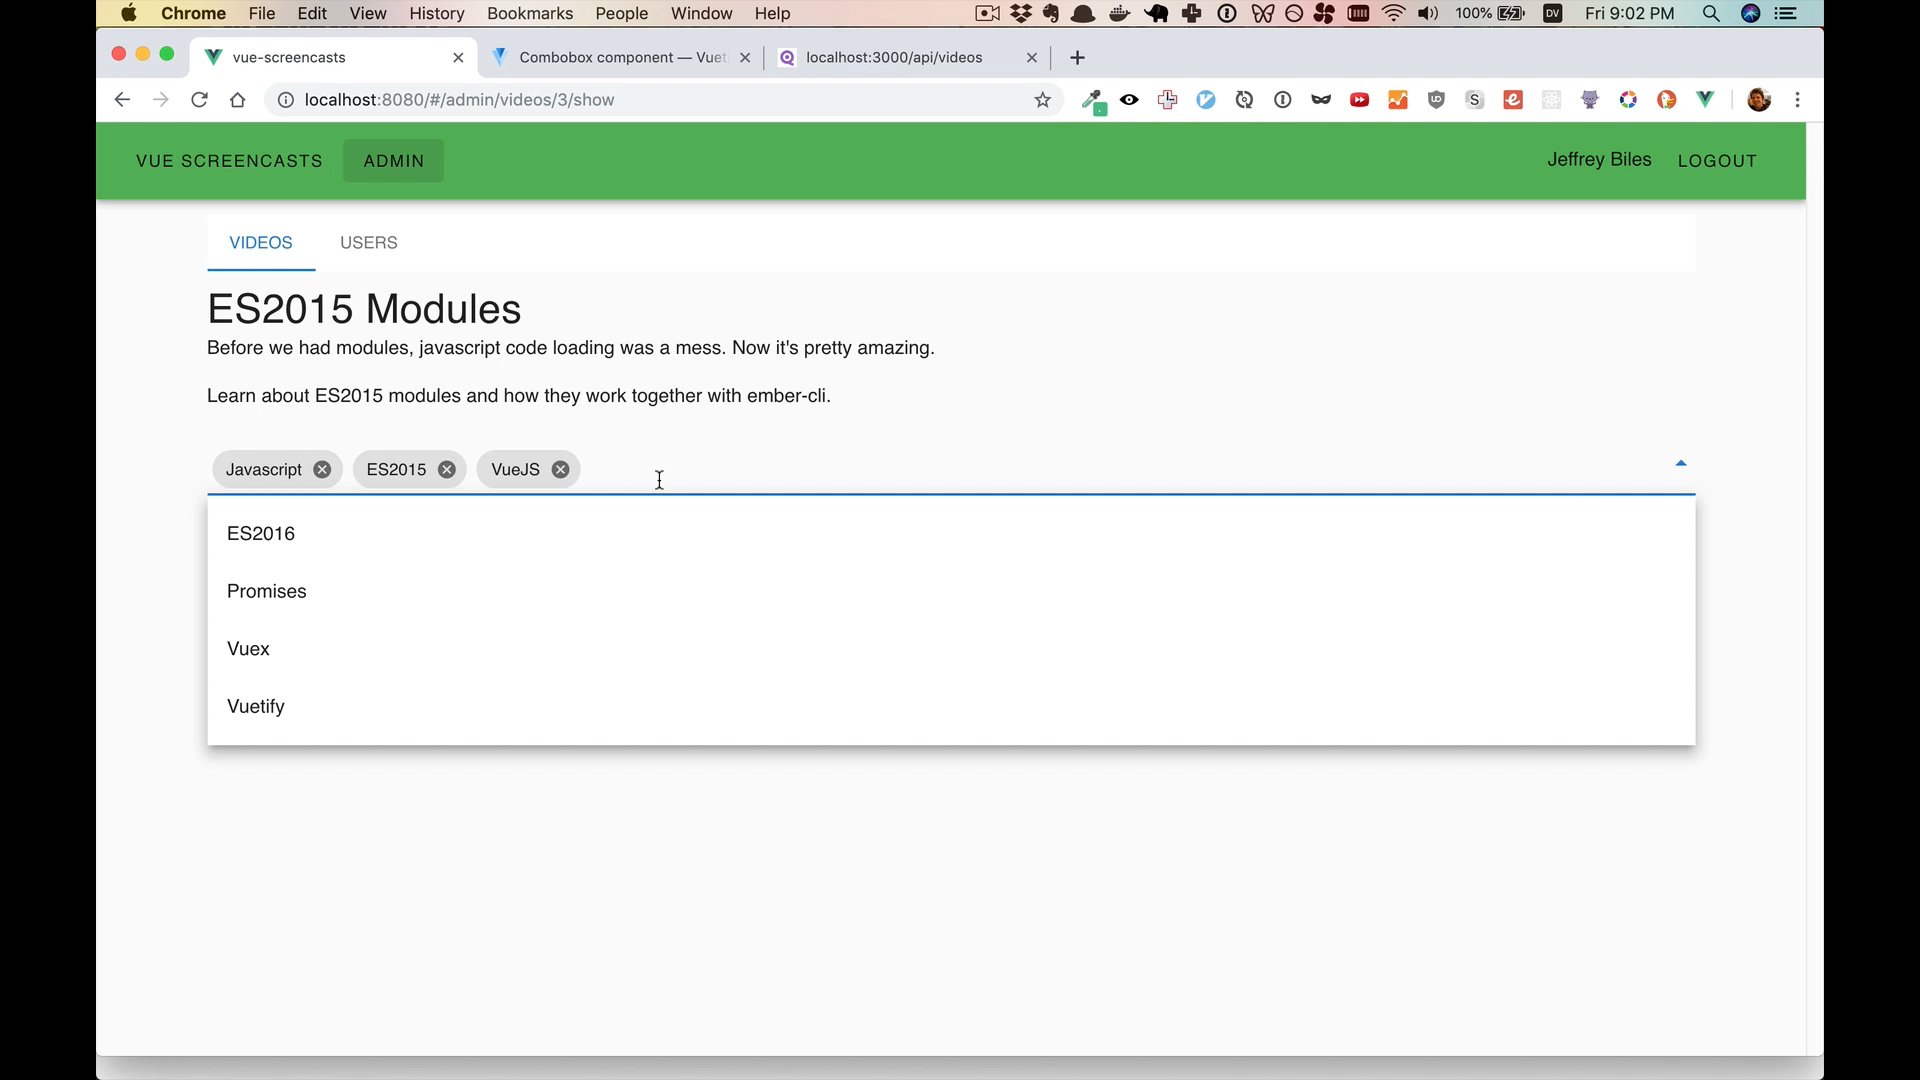 Chrome File Edit View History Bookmarks People Window Help 100% DV Fri 9:02 PM
vue-screencasts Combobox component — Vueti localhost:3000/api/videos
localhost:8080/#/admin/videos/3/show
VUE SCREENCASTS ADMIN Jeffrey Biles LOGOUT
VIDEOS USERS
ES2015 Modules
Before we had modules, javascript code loading was a mess. Now it's pretty amazing.
Learn about ES2015 modules and how they work together with ember-cli.
Javascript ES2015 VueJS
ES2016
Promises
Vuex
Vuetify